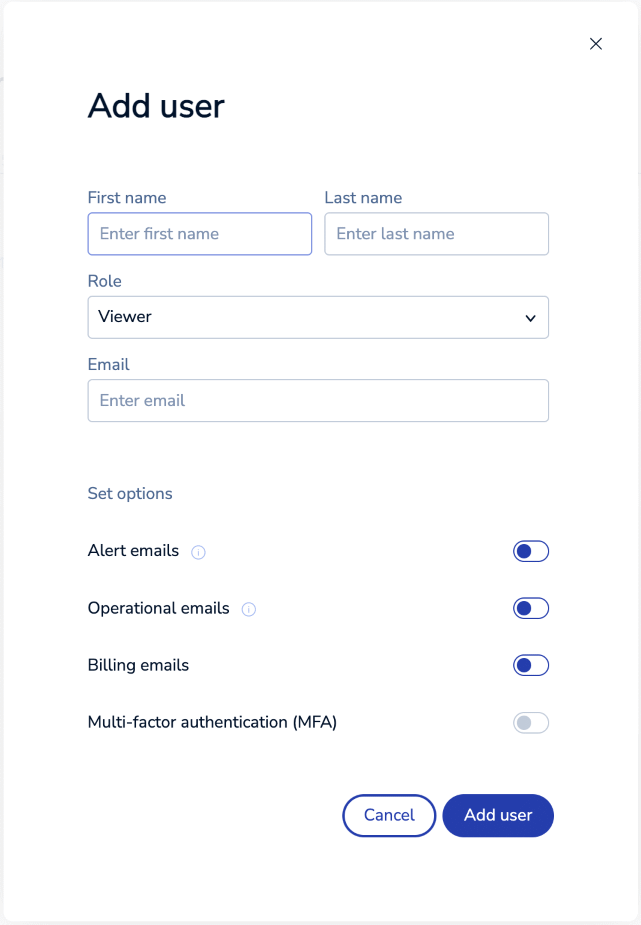 Add user
First name Last name
Enter first name Enter last name
Role
Viewer
Email
Enter email
Set options
Alert emails
Operational emails
Billing emails
Multi-factor authentication (MFA)
Cancel Add user